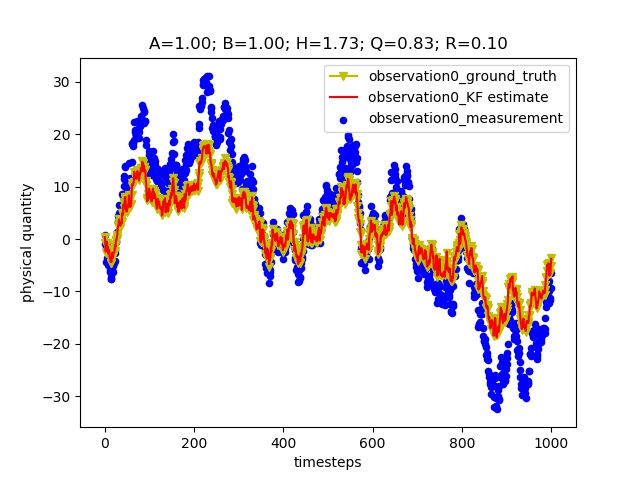 A=1.00; B=1.00; H=1.73; Q=0.83; R=0.10
observation0_ground_truth
observation0_KF estimate
observation0_measurement
physical quantity
30
20
10
0
−10
−20
−30
0 200 400 600 800 1000
timesteps